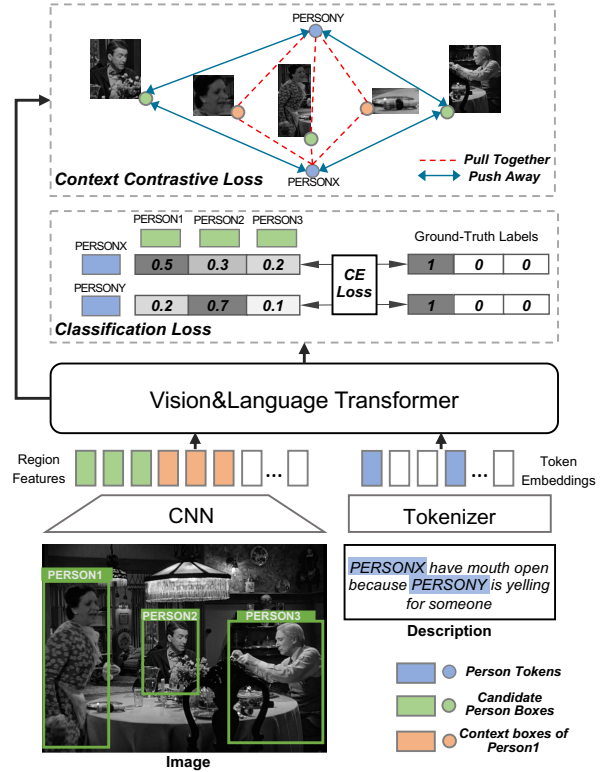 PERSONY
PERSONX
Pull Together
Push Away
Context Contrastive Loss
PERSON1 PERSON2 PERSON3
Ground-Truth Labels
PERSONX
0.5 0.3 0.2
CE
Loss
1 0 0
PERSONY
0.2 0.7 0.1
1 0 0
Classification Loss
Vision&Language Transformer
Region
Features
...
...
Token
Embeddings
CNN
Tokenizer
PERSON1
PERSON2
PERSON3
PERSONX have mouth open
because PERSONY is yelling
for someone
Description
Person Tokens
Candidate
Person Boxes
Context boxes of
Person1
Image